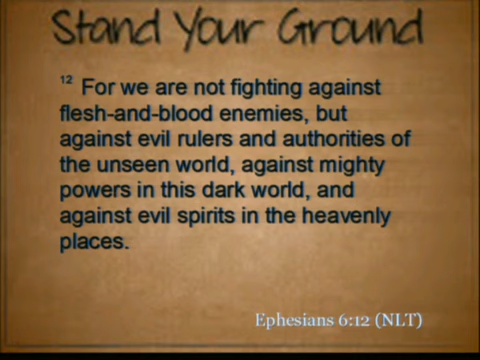 Stand Your Ground
12 For we are not fighting against
flesh-and-blood enemies, but
against evil rulers and authorities of
the unseen world, against mighty
powers in this dark world, and
against evil spirits in the heavenly
places.
Ephesians 6:12 (NLT)